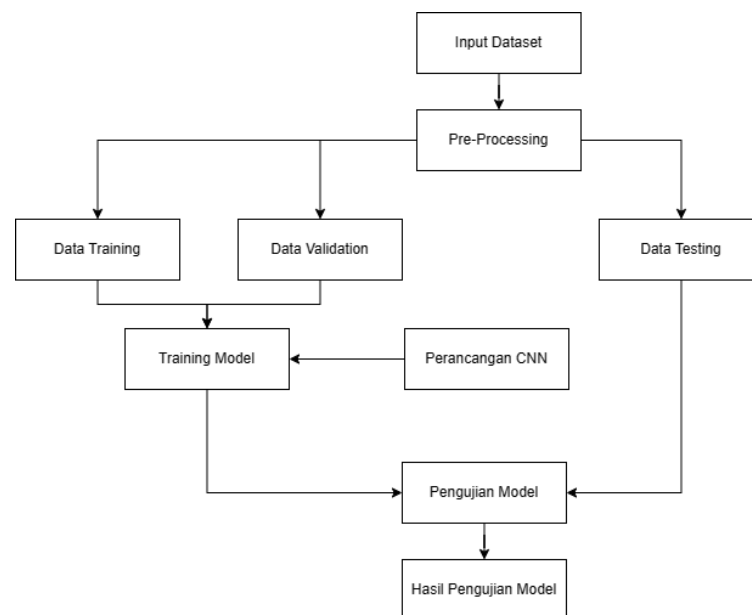 Input Dataset
Pre-Processing
Data Training
Data Validation
Data Testing
Training Model
Perancangan CNN
Pengujian Model
Hasil Pengujian Model